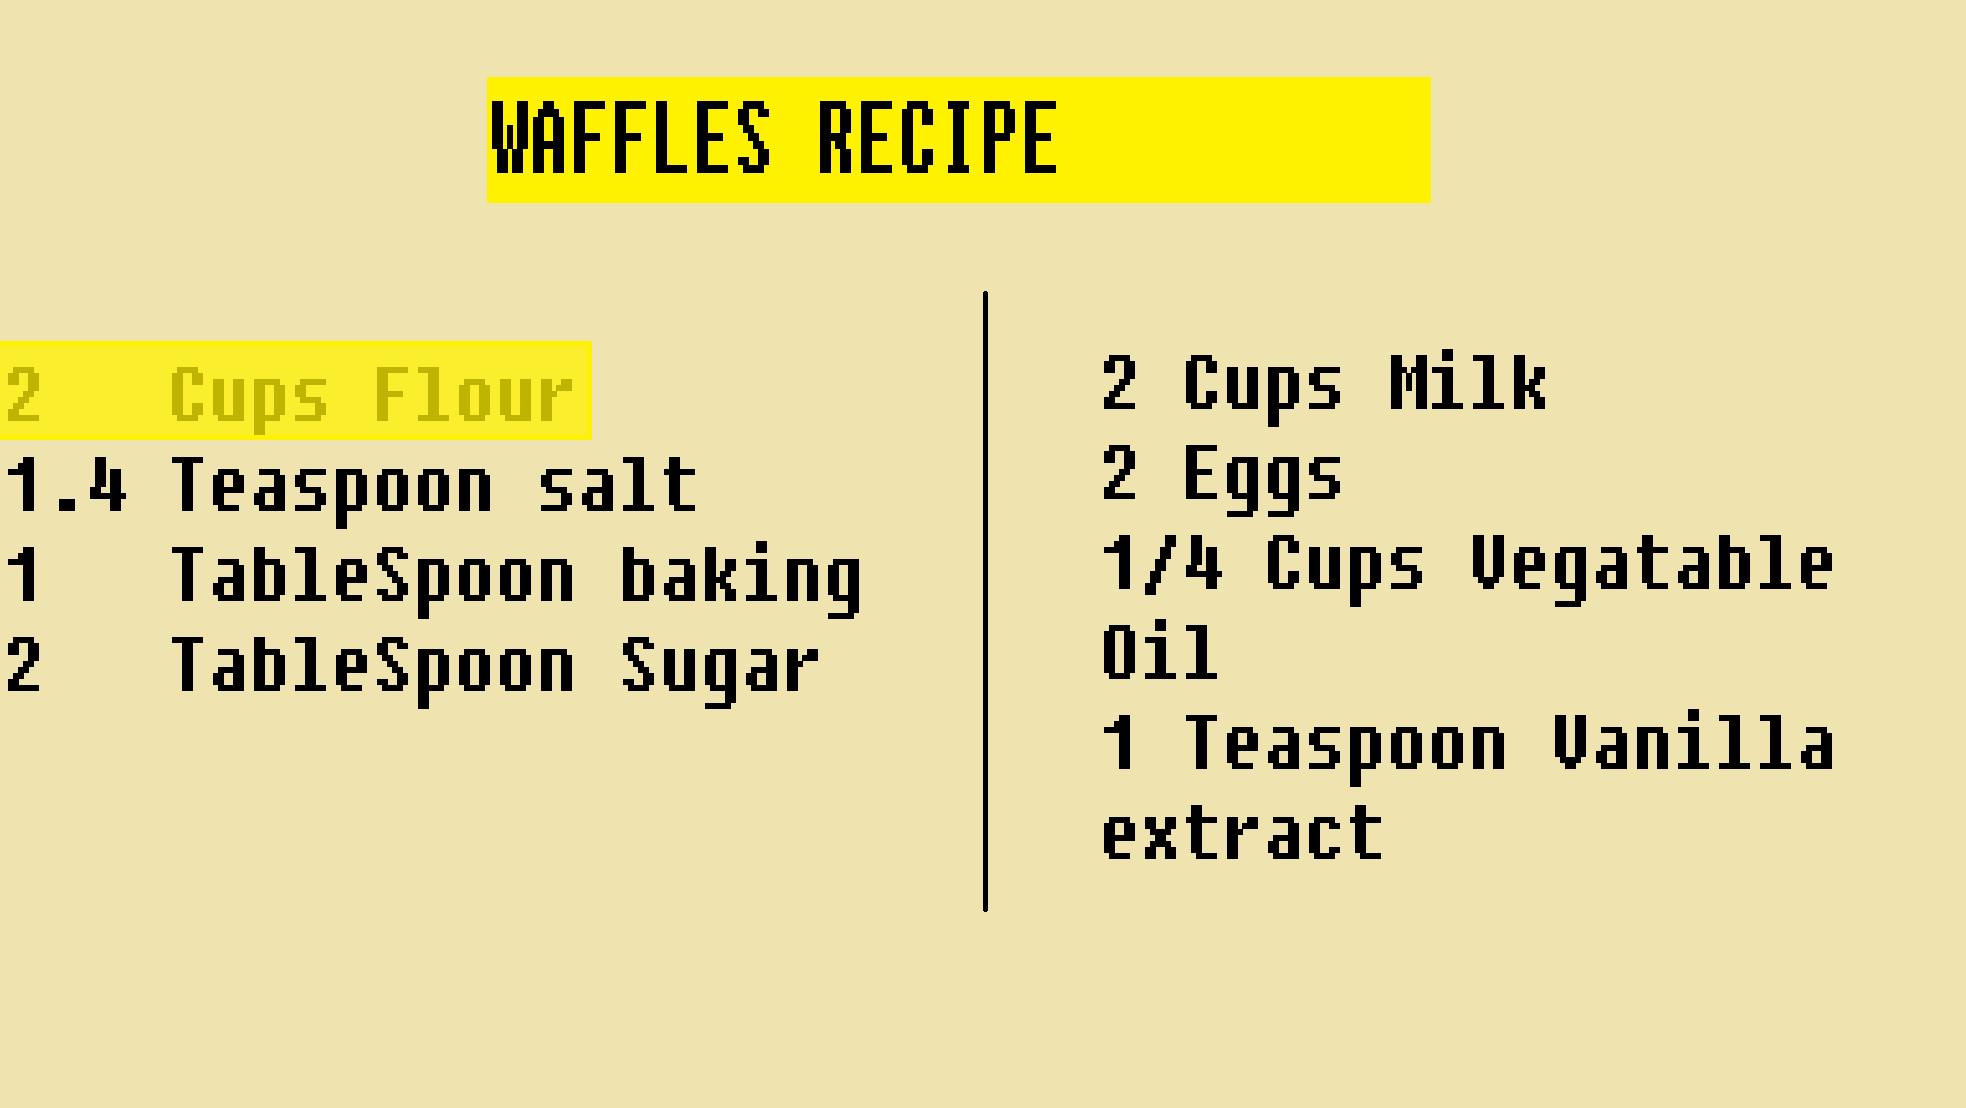 WAFFLES RECIPE
2 Cups Flour
1.4 Teaspoon salt
1 TableSpoon baking
2 TableSpoon Sugar
2 Cups Milk
2 Eggs
1/4 Cups Vegatable
Oil
1 Teaspoon Vanilla
extract